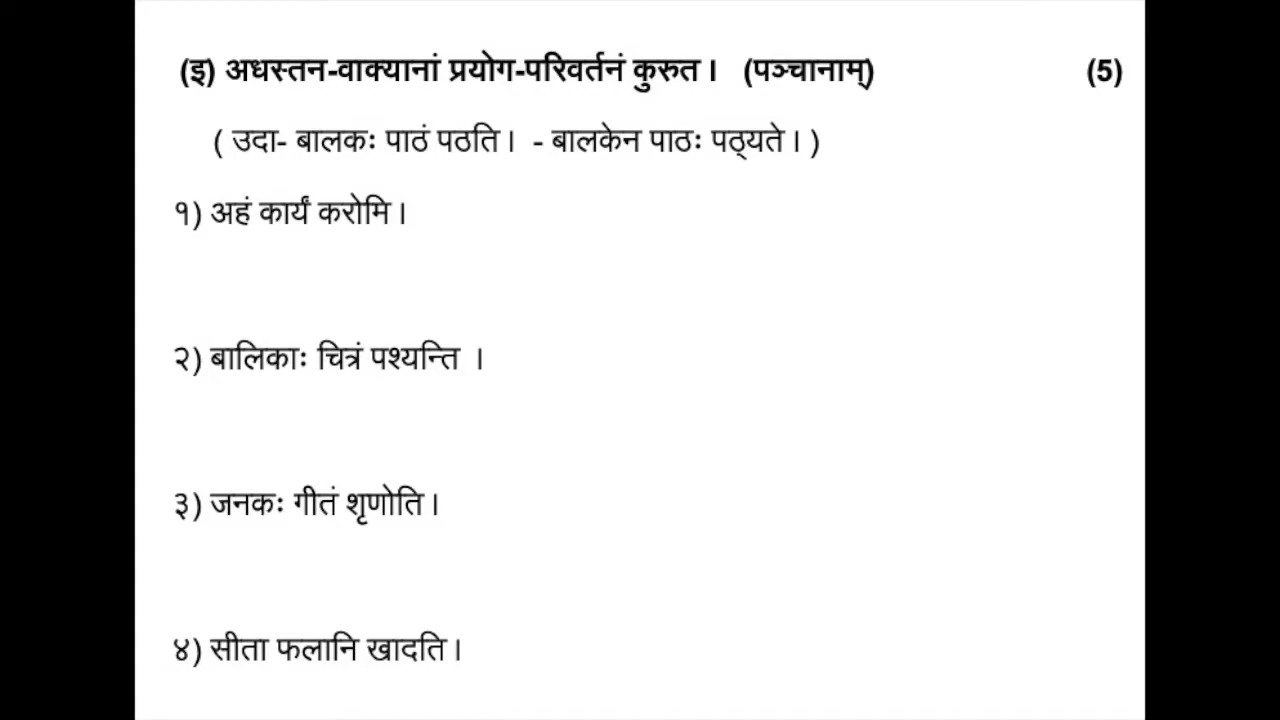 (इ) अधस्तन-वाक्यानां प्रयोग-परिवर्तनं कुरुत। (पञ्चानाम्) (5)
( उदा- बालकः पाठं पठति। - बालकेन पाठः पठ्यते। )
१) अहं कार्यं करोमि।
२) बालिकाः चित्रं पश्यन्ति ।
३) जनकः गीतं शृणोति।
४) सीता फलानि खादति।